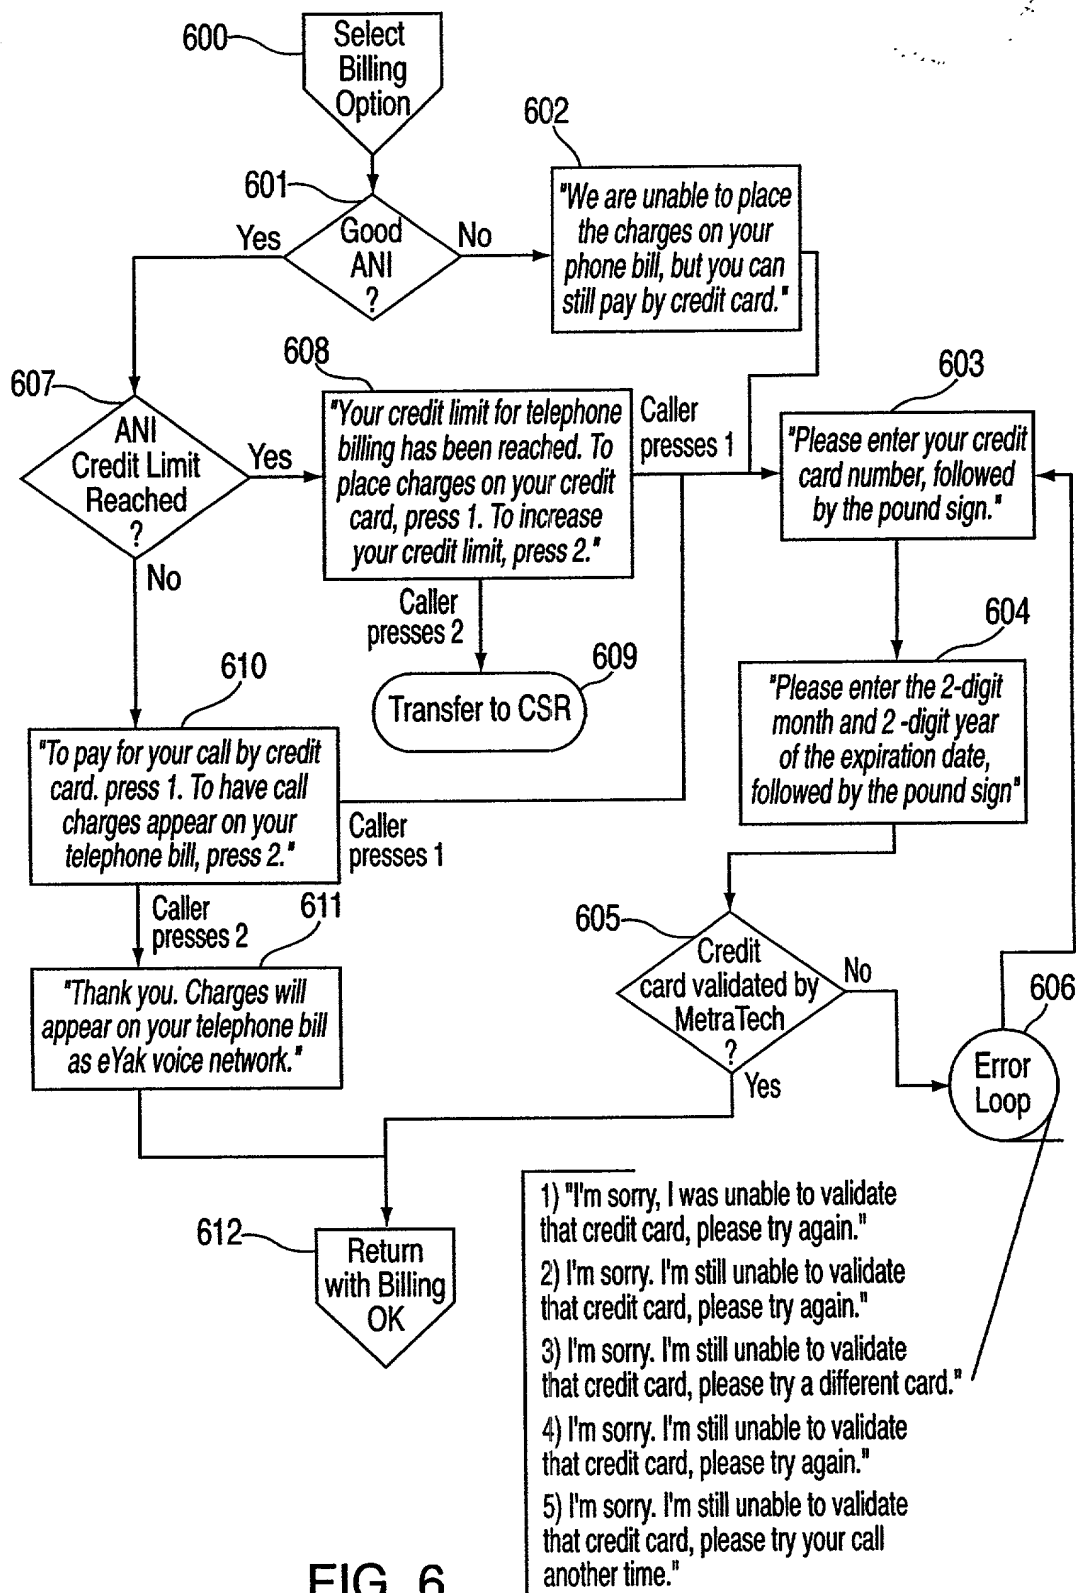 600
Select
Billing
Option
602
601
Good
ANI
?
Yes
No
"We are unable to place
the charges on your
phone bill, but you can
still pay by credit card."
607
ANI
Credit Limit
Reached
?
Yes
No
608
"Your credit limit for telephone
billing has been reached. To
place charges on your credit
card, press 1. To increase
your credit limit, press 2."
Caller
presses 1
Caller
presses 2
603
"Please enter your credit
card number, followed
by the pound sign."
609
Transfer to CSR
604
"Please enter the 2-digit
month and 2 -digit year
of the expiration date,
followed by the pound sign"
610
"To pay for your call by credit
card. press 1. To have call
charges appear on your
telephone bill, press 2."
Caller
presses 1
Caller
presses 2
611
"Thank you. Charges will
appear on your telephone bill
as eYak voice network."
605
Credit
card validated by
MetraTech
?
No
Yes
606
Error
Loop
612
Return
with Billing
OK
1) "I'm sorry, I was unable to validate
that credit card, please try again."
2) I'm sorry. I'm still unable to validate
that credit card, please try again."
3) I'm sorry. I'm still unable to validate
that credit card, please try a different card."
4) I'm sorry. I'm still unable to validate
that credit card, please try again."
5) I'm sorry. I'm still unable to validate
that credit card, please try your call
another time."
FIG. 6